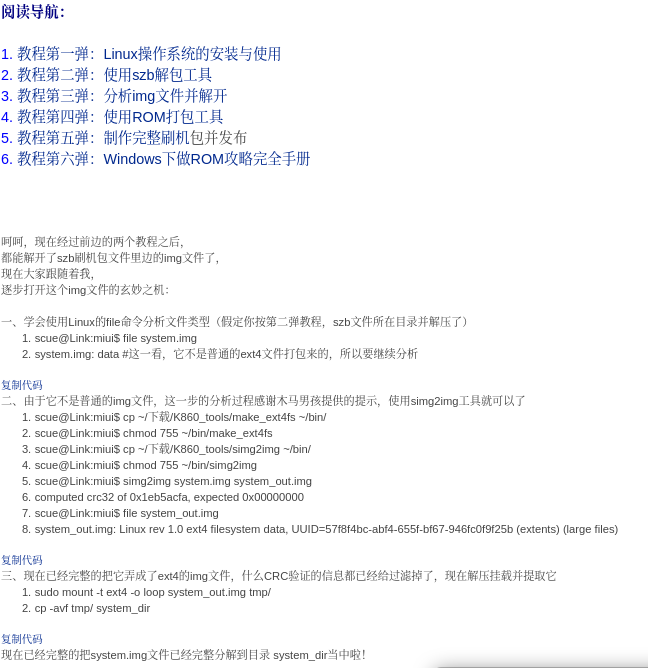 阅读导航：
1. 教程第一弹：Linux操作系统的安装与使用
2. 教程第二弹：使用szb解包工具
3. 教程第三弹：分析img文件并解开
4. 教程第四弹：使用ROM打包工具
5. 教程第五弹：制作完整刷机包并发布
6. 教程第六弹：Windows下做ROM攻略完全手册
呵呵，现在经过前边的两个教程之后，
都能解开了szb刷机包文件里边的img文件了，
现在大家跟随着我，
逐步打开这个img文件的玄妙之机：
一、学会使用Linux的file命令分析文件类型（假定你按第二弹教程，szb文件所在目录并解压了）
1. scue@Link:miui$ file system.img
2. system.img: data #这一看，它不是普通的ext4文件打包来的，所以要继续分析
复制代码
二、由于它不是普通的img文件，这一步的分析过程感谢木马男孩提供的提示，使用simg2img工具就可以了
1. scue@Link:miui$ cp ~/下载/K860_tools/make_ext4fs ~/bin/
2. scue@Link:miui$ chmod 755 ~/bin/make_ext4fs
3. scue@Link:miui$ cp ~/下载/K860_tools/simg2img ~/bin/
4. scue@Link:miui$ chmod 755 ~/bin/simg2img
5. scue@Link:miui$ simg2img system.img system_out.img
6. computed crc32 of 0x1eb5acfa, expected 0x00000000
7. scue@Link:miui$ file system_out.img
8. system_out.img: Linux rev 1.0 ext4 filesystem data, UUID=57f8f4bc-abf4-655f-bf67-946fc0f9f25b (extents) (large files)
复制代码
三、现在已经完整的把它弄成了ext4的img文件，什么CRC验证的信息都已经给过滤掉了，现在解压挂载并提取它
1. sudo mount -t ext4 -o loop system_out.img tmp/
2. cp -avf tmp/ system_dir
复制代码
现在已经完整的把system.img文件已经完整分解到目录 system_dir当中啦！